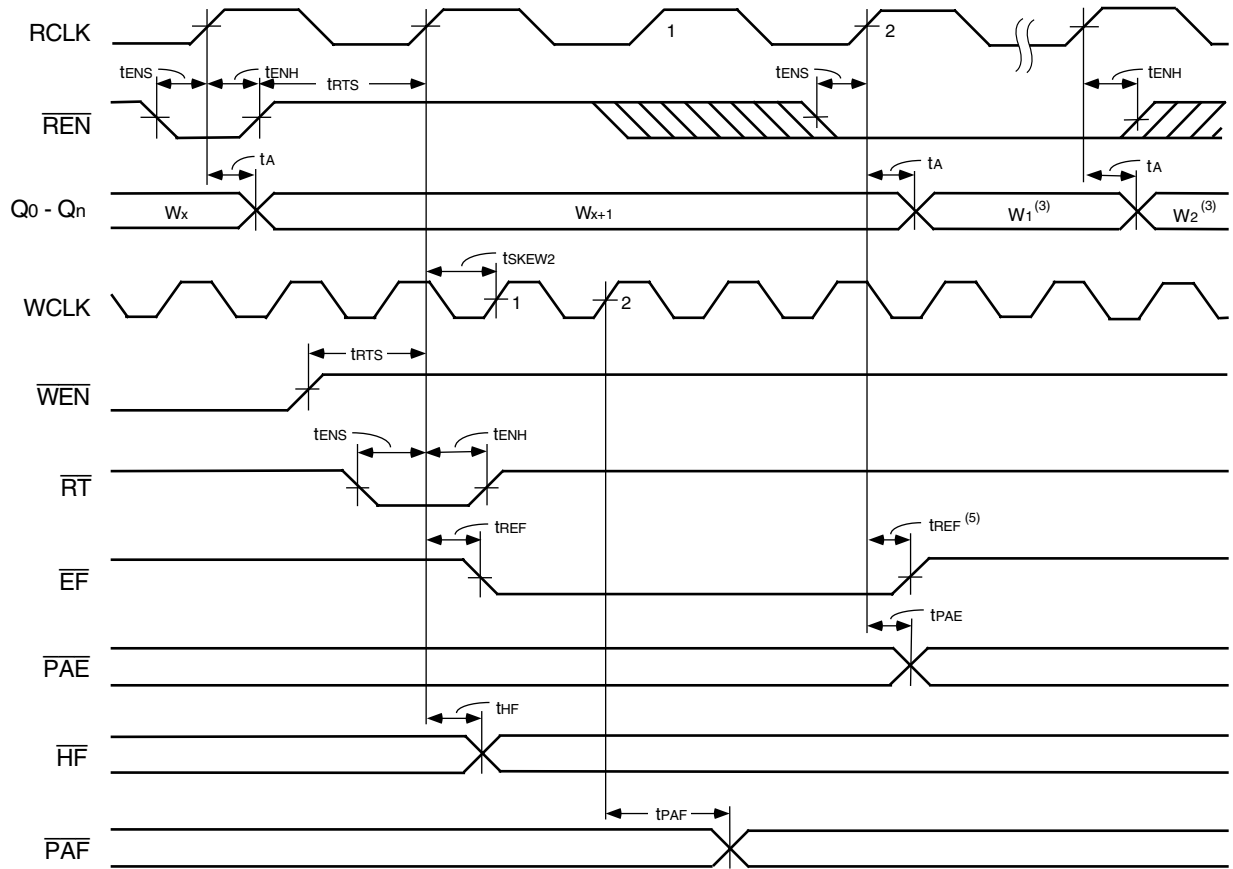 RCLK 1 2
tENS tENH tRTS tENS tENH
REN
tA tA tA
Q0 - Qn Wx Wx+1 W1(3) W2(3)
tSKEW2
WCLK 1 2
tRTS
WEN
tENS tENH
RT
tREF tREF (5)
EF
tPAE
PAE
tHF
HF
tPAF
PAF